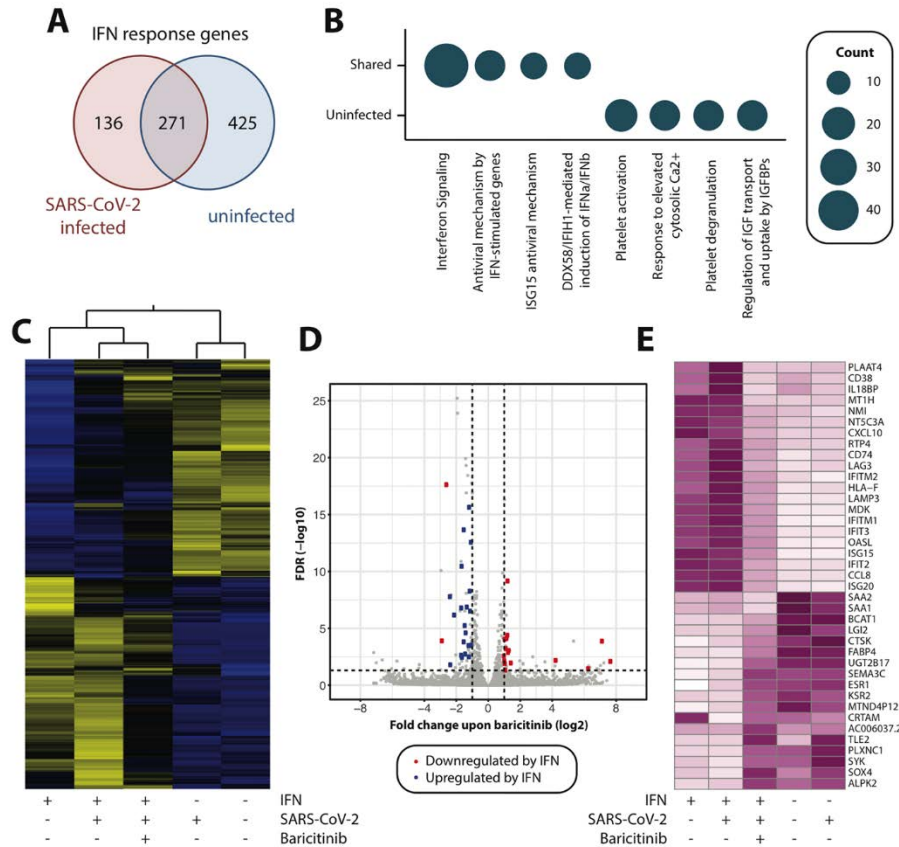 A
IFN response genes
136
271
425
SARS-CoV-2
infected
uninfected
B
Shared
Uninfected
Interferon Signaling
Antiviral mechanism by
IFN-stimulated genes
ISG15 antiviral mechanism
DDX58/IFIH1-mediated
induction of IFNa/IFNb
Platelet activation
Response to elevated
cytosolic Ca2+
Platelet degranulation
Regulation of IGF transport
and uptake by IGFBPs
Count
10
20
30
40
C
IFN + + + - -
SARS-CoV-2 - + + + -
Baricitinib - - + - -
D
FDR (−log10)
25
20
15
10
5
0
-8 -4 0 4 8
Fold change upon baricitinib (log2)
Downregulated by IFN
Upregulated by IFN
E
PLAAT4
CD38
IL18BP
MT1H
NMI
NT5C3A
CXCL10
RTP4
CD74
LAG3
IFITM2
HLA-F
LAMP3
MDK
IFITM1
IFIT3
OASL
ISG15
IFIT2
CCL8
ISG20
SAA2
SAA1
BCAT1
LGI2
CTSK
FABP4
UGT2B17
SEMA3C
ESR1
KSR2
MTND4P12
CRTAM
AC006037.2
TLE2
PLXNC1
SYK
SOX4
ALPK2
IFN + + + - -
SARS-CoV-2 - + + - +
Baricitinib - - + - -